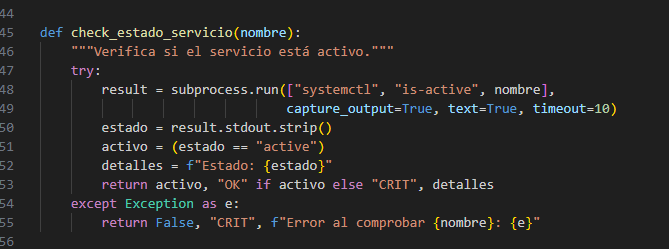 44
45 def check_estado_servicio(nombre):
46     """Verifica si el servicio está activo."""
47     try:
48         result = subprocess.run(["systemctl", "is-active", nombre],
49                                 capture_output=True, text=True, timeout=10)
50         estado = result.stdout.strip()
51         activo = (estado == "active")
52         detalles = f"Estado: {estado}"
53         return activo, "OK" if activo else "CRIT", detalles
54     except Exception as e:
55         return False, "CRIT", f"Error al comprobar {nombre}: {e}"
56